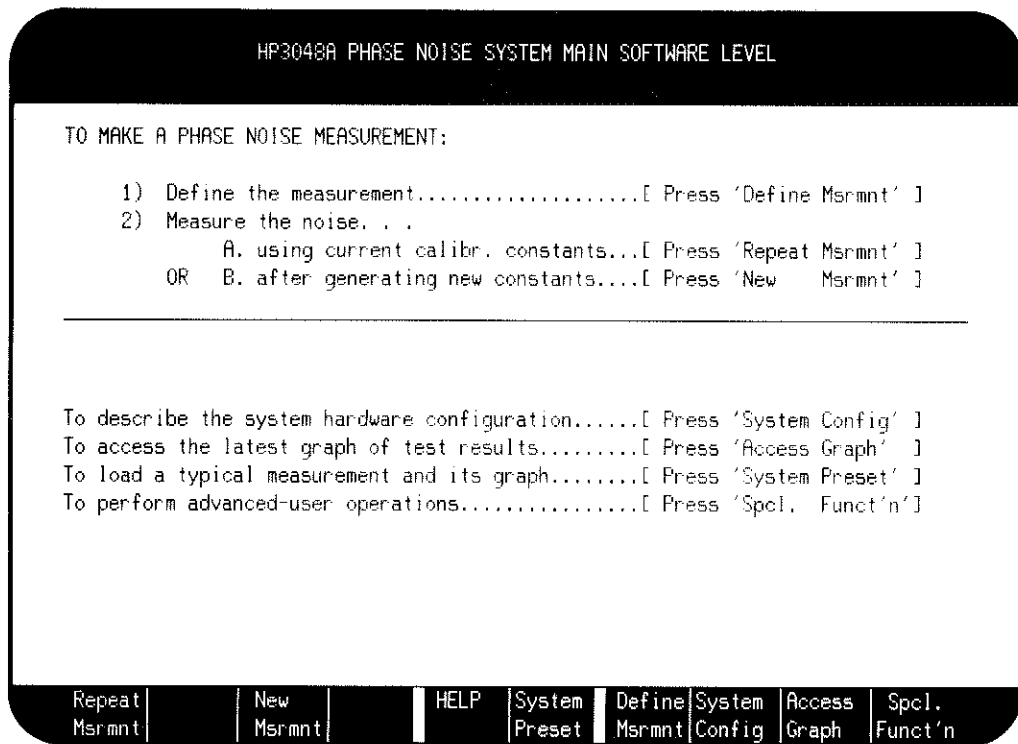 HP3048A PHASE NOISE SYSTEM MAIN SOFTWARE LEVEL
TO MAKE A PHASE NOISE MEASUREMENT:
1) Define the measurement....................[ Press 'Define Msrmnt' ]
2) Measure the noise. . .
A. using current calibr. constants...[ Press 'Repeat Msrmnt' ]
OR B. after generating new constants....[ Press 'New Msrmnt' ]
To describe the system hardware configuration......[ Press 'System Config' ]
To access the latest graph of test results.........[ Press 'Access Graph' ]
To load a typical measurement and its graph........[ Press 'System Preset' ]
To perform advanced-user operations................[ Press 'Spcl. Funct'n']
Repeat New HELP System Define System Access Spcl.
Msrmnt Msrmnt Preset Msrmnt Config Graph Funct'n